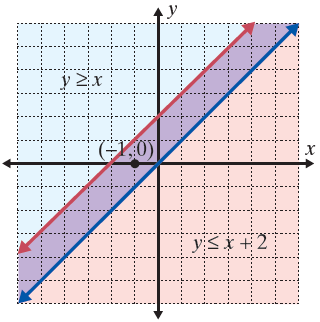 y
y ≥ x
(−1, 0)
x
y ≤ x + 2